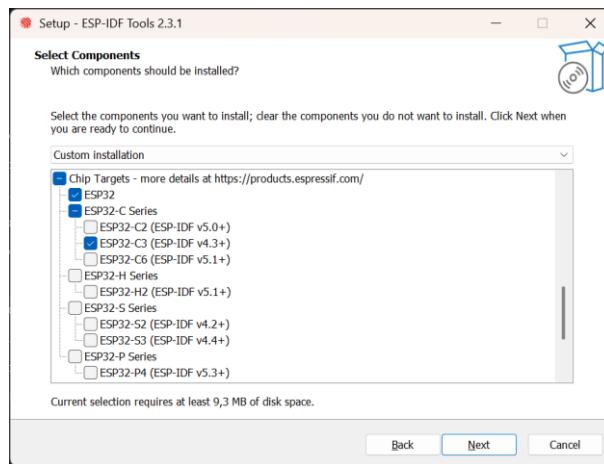 Setup - ESP-IDF Tools 2.3.1
Select Components
Which components should be installed?
Select the components you want to install; clear the components you do not want to install. Click Next when
you are ready to continue.
Custom installation
Chip Targets - more details at https://products.espressif.com/
ESP32
ESP32-C Series
ESP32-C2 (ESP-IDF v5.0+)
ESP32-C3 (ESP-IDF v4.3+)
ESP32-C6 (ESP-IDF v5.1+)
ESP32-H Series
ESP32-H2 (ESP-IDF v5.1+)
ESP32-S Series
ESP32-S2 (ESP-IDF v4.2+)
ESP32-S3 (ESP-IDF v4.4+)
ESP32-P Series
ESP32-P4 (ESP-IDF v5.3+)
Current selection requires at least 9,3 MB of disk space.
Back Next Cancel